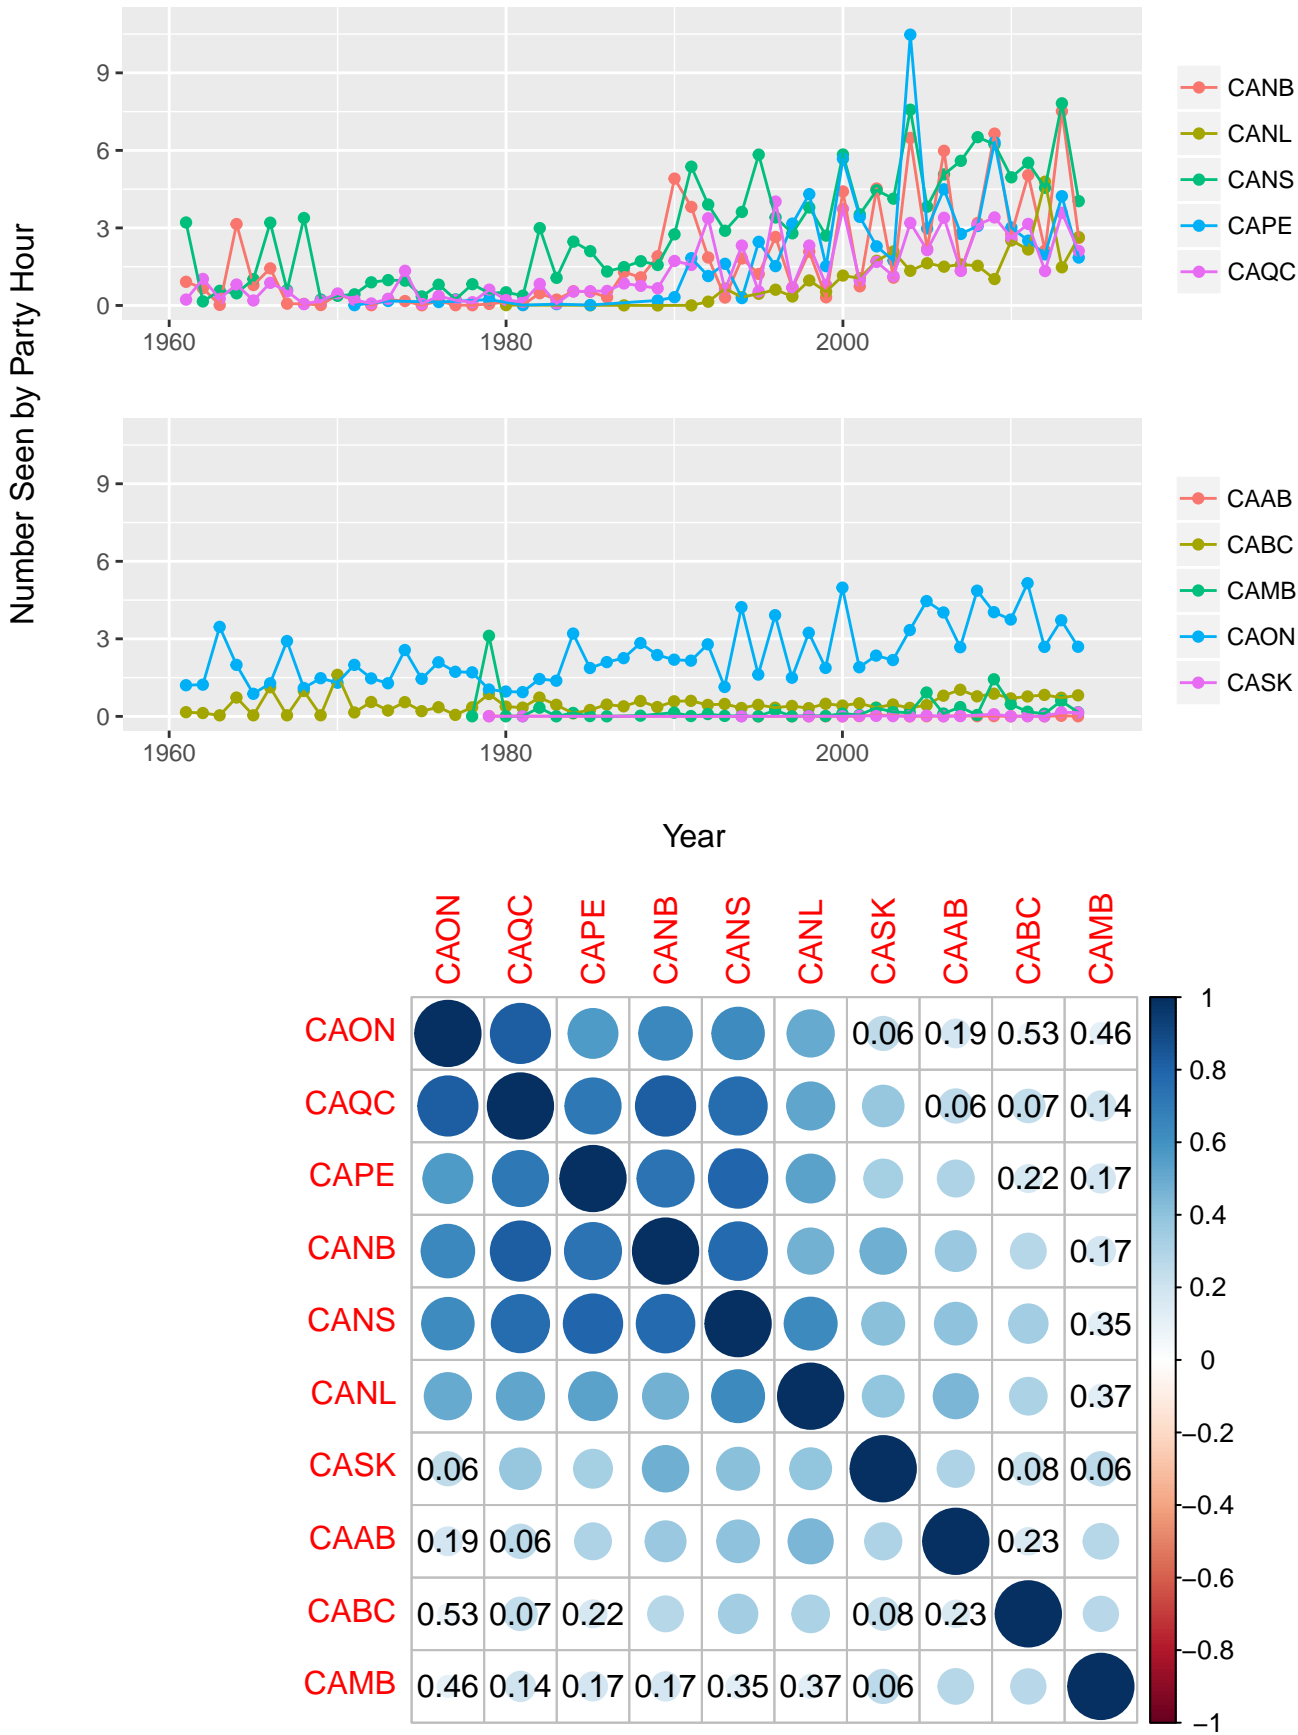 Number Seen by Party Hour
9
6
3
0
1960 1980 2000
CANB
CANL
CANS
CAPE
CAQC
9
6
3
0
1960 1980 2000
CAAB
CABC
CAMB
CAON
CASK
Year
CAON CAQC CAPE CANB CANS CANL CASK CAAB CABC CAMB
CAON 0.06 0.19 0.53 0.46
CAQC 0.06 0.07 0.14
CAPE 0.22 0.17
CANB 0.17
CANS 0.35
CANL 0.37
CASK 0.06 0.08 0.06
CAAB 0.19 0.06 0.23
CABC 0.53 0.07 0.22 0.08 0.23
CAMB 0.46 0.14 0.17 0.17 0.35 0.37 0.06
1
0.8
0.6
0.4
0.2
0
−0.2
−0.4
−0.6
−0.8
−1